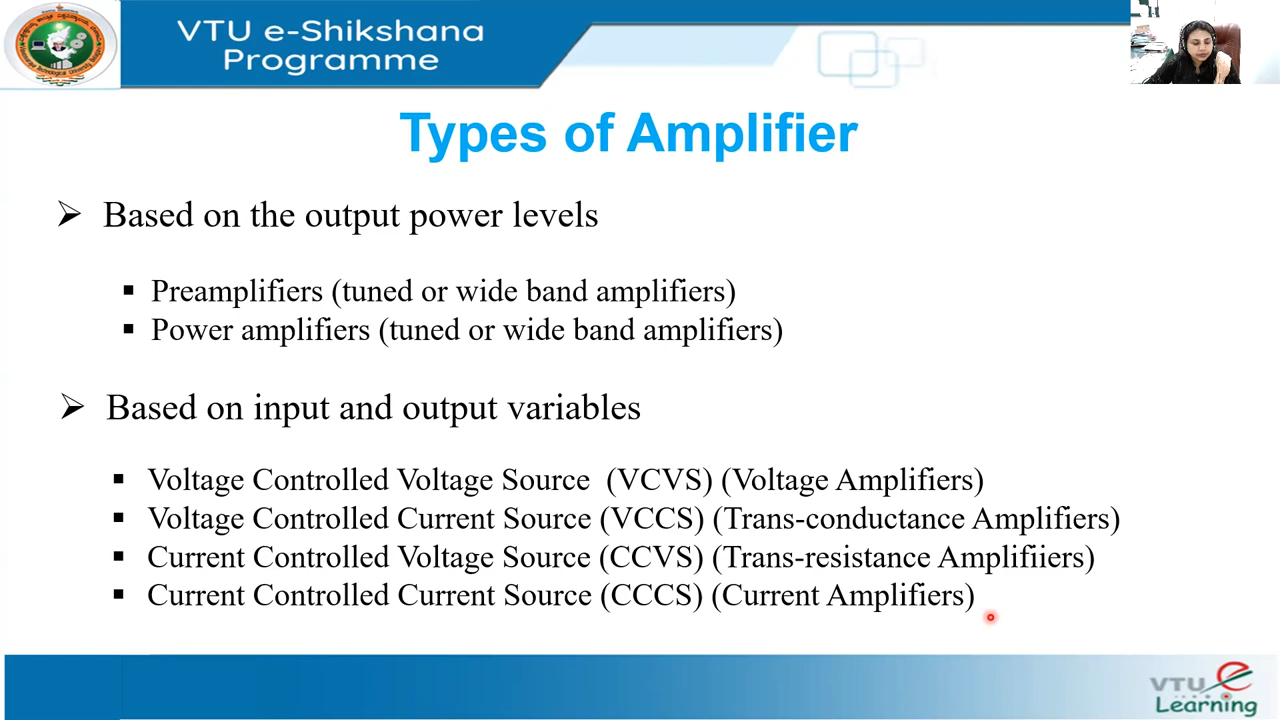 VTU e-Shikshana
Programme
Types of Amplifier
Based on the output power levels
Preamplifiers (tuned or wide band amplifiers)
Power amplifiers (tuned or wide band amplifiers)
Based on input and output variables
Voltage Controlled Voltage Source (VCVS) (Voltage Amplifiers)
Voltage Controlled Current Source (VCCS) (Trans-conductance Amplifiers)
Current Controlled Voltage Source (CCVS) (Trans-resistance Amplifiiers)
Current Controlled Current Source (CCCS) (Current Amplifiers)
VTU e
Learning